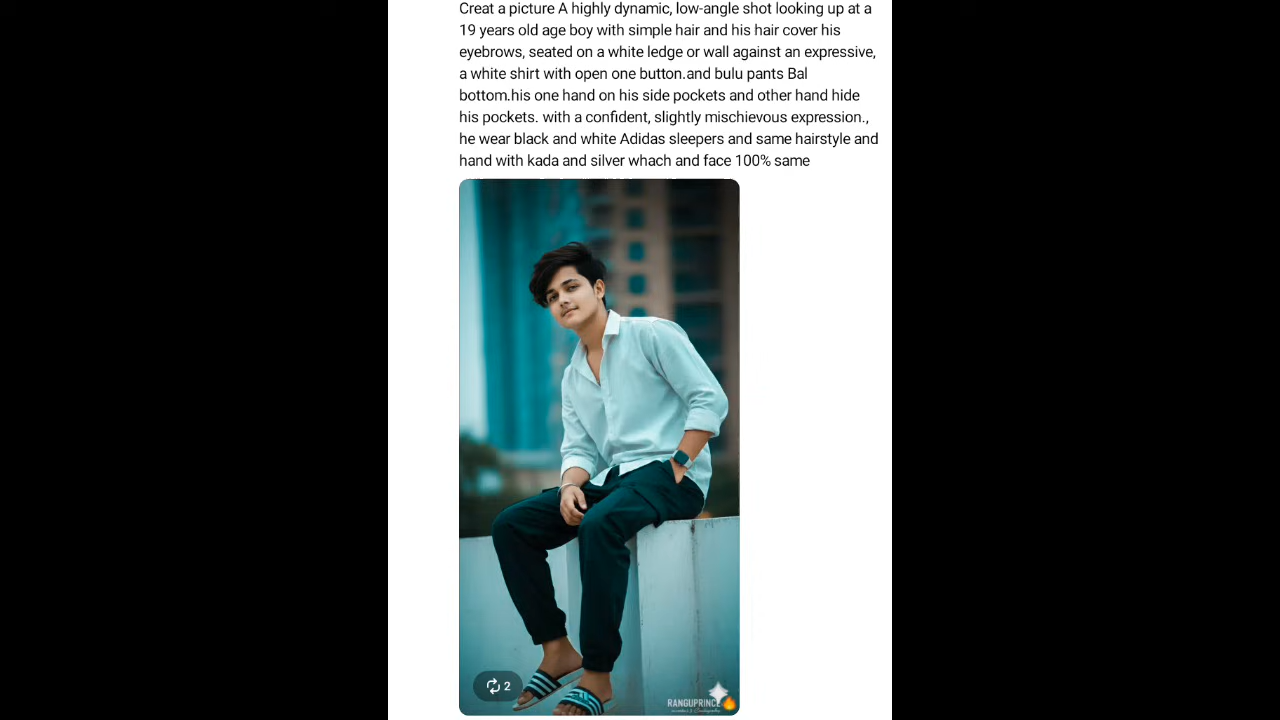 Creat a picture A highly dynamic, low-angle shot looking up at a
19 years old age boy with simple hair and his hair cover his
eyebrows, seated on a white ledge or wall against an expressive,
a white shirt with open one button.and bulu pants Bal
bottom.his one hand on his side pockets and other hand hide
his pockets. with a confident, slightly mischievous expression.,
he wear black and white Adidas sleepers and same hairstyle and
hand with kada and silver whach and face 100% same
2
RANGUPRINCE